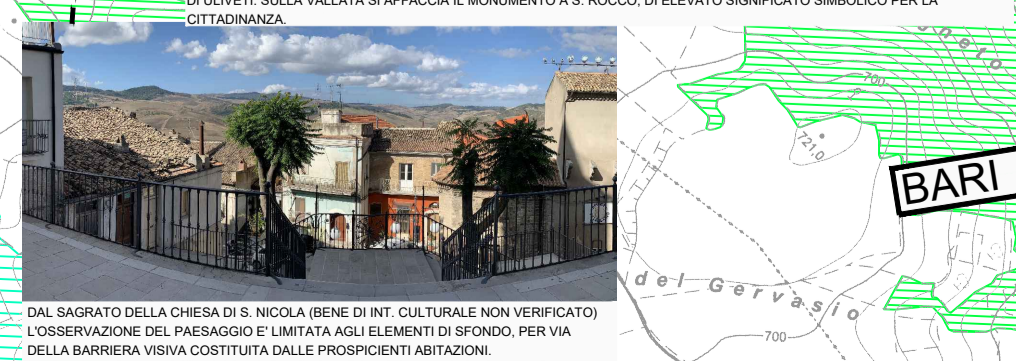 DI ULIVETI. SULLA VALLATA SI AFFACCIA IL MONUMENTO A S. ROCCO, DI ELEVATO SIGNIFICATO SIMBOLICO PER LA
CITTADINANZA.
gneto
700
721.0
BARI
del Gervasio
700
DAL SAGRATO DELLA CHIESA DI S. NICOLA (BENE DI INT. CULTURALE NON VERIFICATO)
L'OSSERVAZIONE DEL PAESAGGIO E' LIMITATA AGLI ELEMENTI DI SFONDO, PER VIA
DELLA BARRIERA VISIVA COSTITUITA DALLE PROSPICIENTI ABITAZIONI.